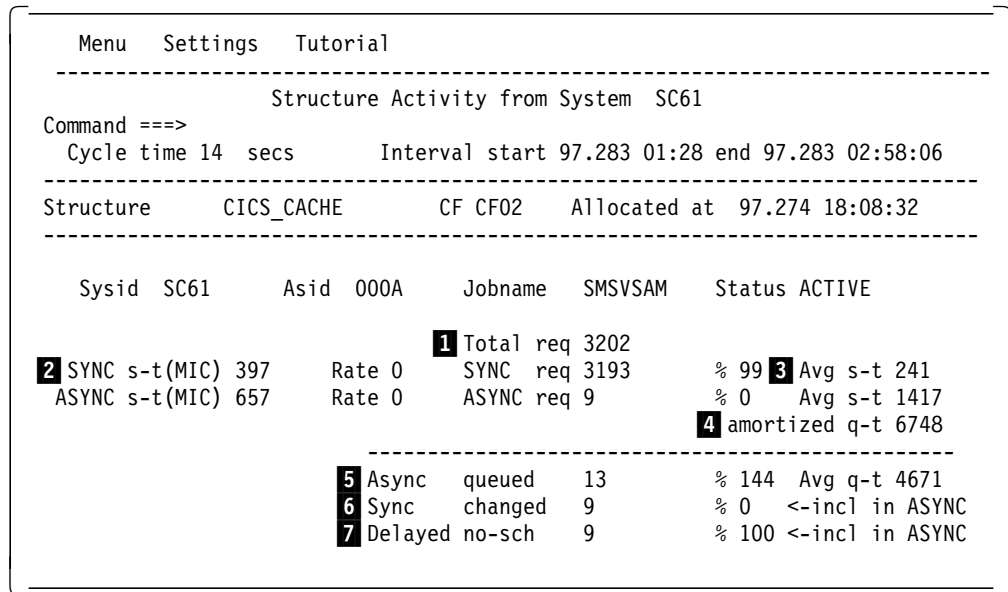 Menu Settings Tutorial
--------------------------------------------------------------------------------
Structure Activity from System SC61
Command ===>
Cycle time 14 secs Interval start 97.283 01:28 end 97.283 02:58:06
--------------------------------------------------------------------------------
Structure CICS_CACHE CF CF02 Allocated at 97.274 18:08:32
--------------------------------------------------------------------------------
Sysid SC61 Asid 000A Jobname SMSVSAM Status ACTIVE
1 Total req 3202
2 SYNC s-t(MIC) 397 Rate 0 SYNC req 3193 % 99 3 Avg s-t 241
ASYNC s-t(MIC) 657 Rate 0 ASYNC req 9 % 0 Avg s-t 1417
4 amortized q-t 6748
--------------------------------------------------
5 Async queued 13 % 144 Avg q-t 4671
6 Sync changed 9 % 0 <-incl in ASYNC
7 Delayed no-sch 9 % 100 <-incl in ASYNC